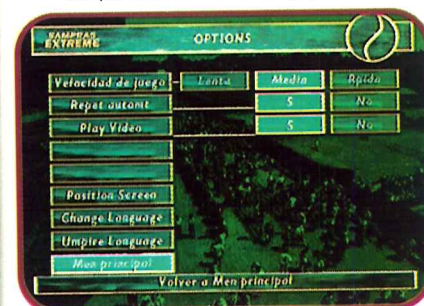 SAMPRAS
EXTREME
OPTIONS
Velocidad de juego Lenta Media Rpida
Repet automt S No
Play Video S No
Position Screen
Change Language
Umpire Language
Men principal
Volver a Men principal